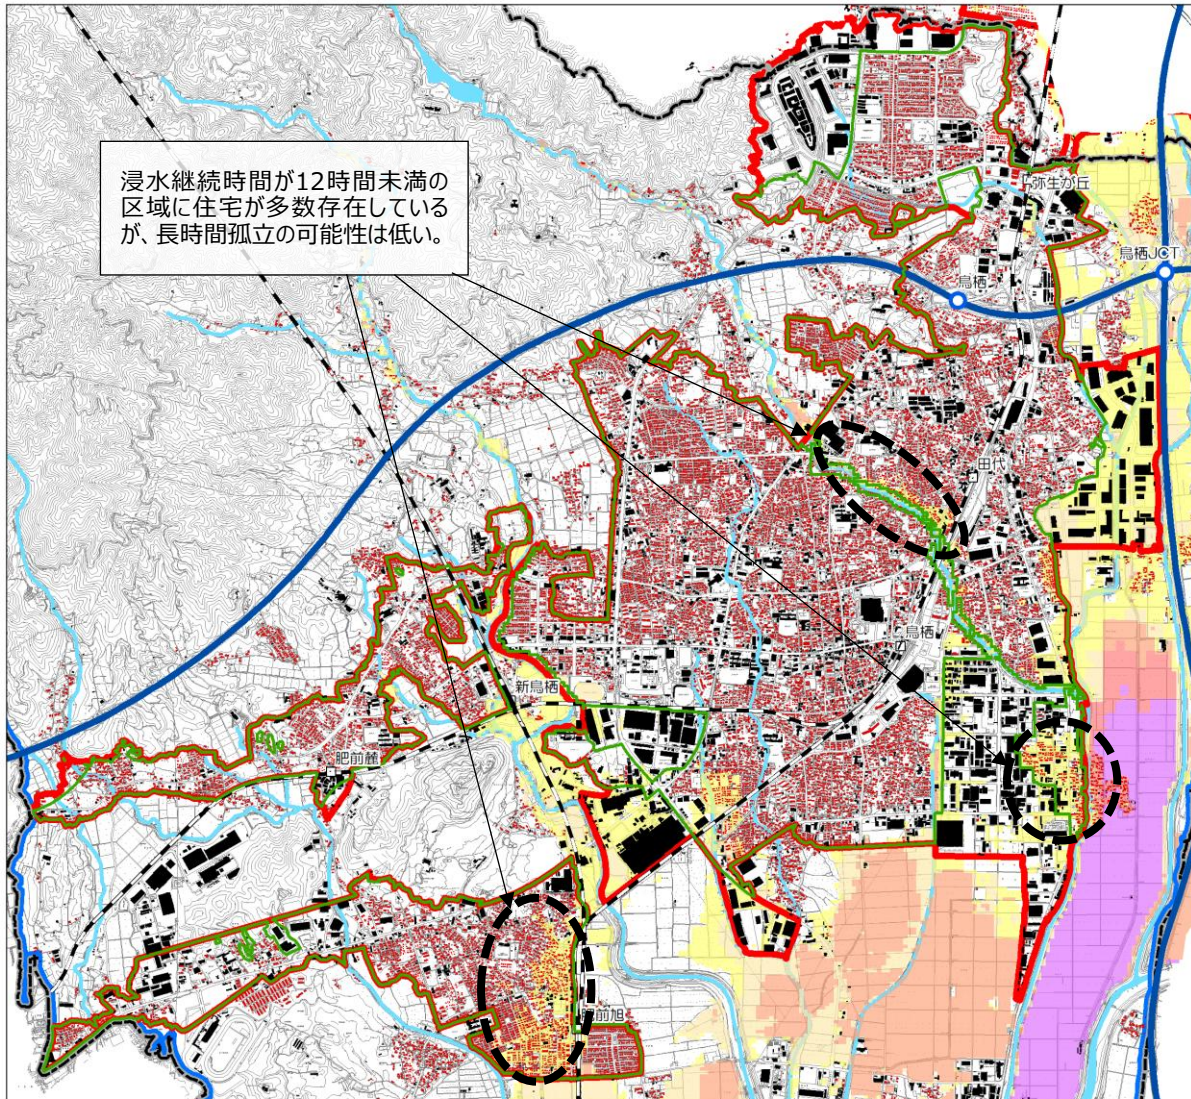 浸水継続時間が12時間未満の
区域に住宅が多数存在している
が、長時間孤立の可能性は低い。
弥生が丘
鳥栖JCT
鳥栖
田代
鳥栖
新鳥栖
肥前麓
肥前旭